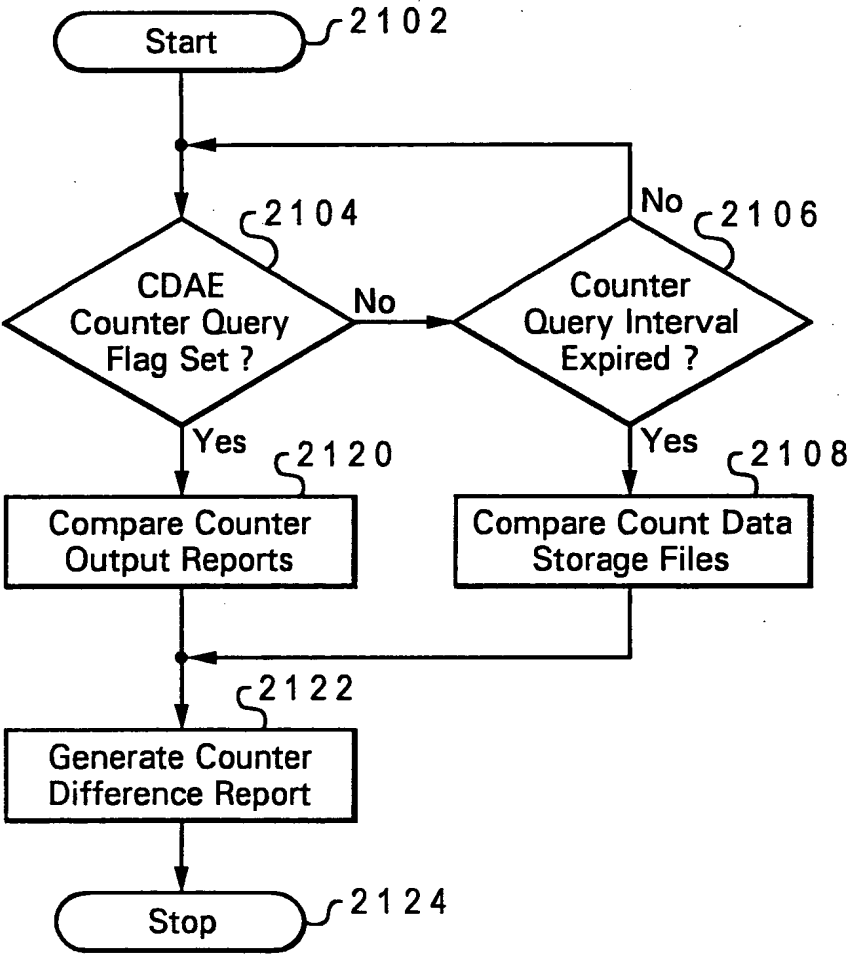 Start
2102
No
2104
2106
CDAE
Counter Query
Flag Set ?
No
Counter
Query Interval
Expired ?
Yes
2120
Yes
2108
Compare Counter
Output Reports
Compare Count Data
Storage Files
2122
Generate Counter
Difference Report
Stop
2124